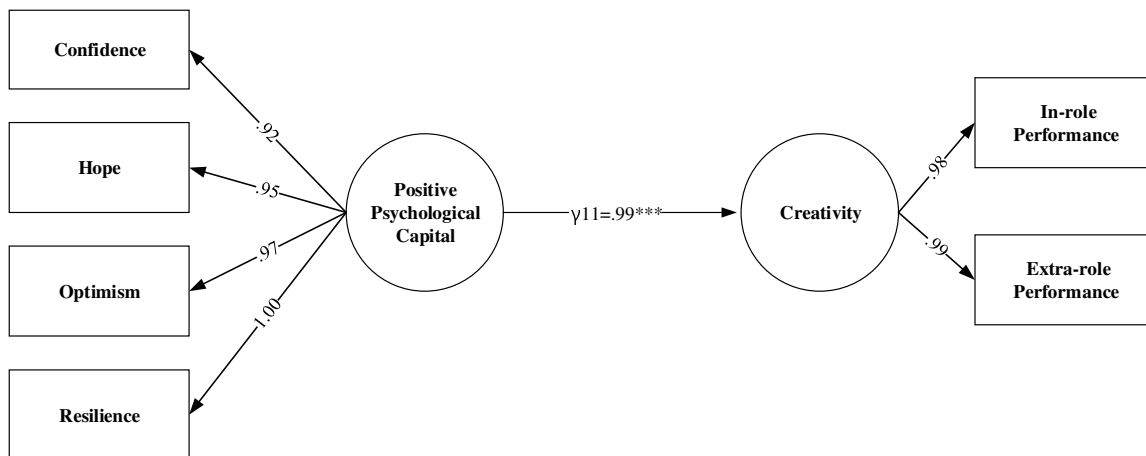 Confidence
Hope
Optimism
Resilience
.92
.95
.97
1.00
Positive
Psychological
Capital
γ11=.99***
Creativity
.98
.99
In-role
Performance
Extra-role
Performance